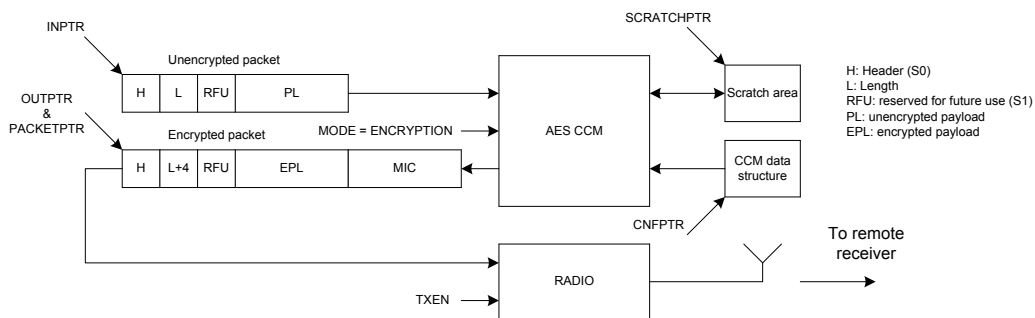 SCRATCHPTR
INPTR
Unencrypted packet
H L RFU PL
OUTPTR
&
PACKETPTR
Encrypted packet
H L+4 RFU EPL MIC
MODE = ENCRYPTION
AES CCM
Scratch area
CCM data
structure
CNFPTR
H: Header (S0)
L: Length
RFU: reserved for future use (S1)
PL: unencrypted payload
EPL: encrypted payload
RADIO
TXEN
To remote
receiver